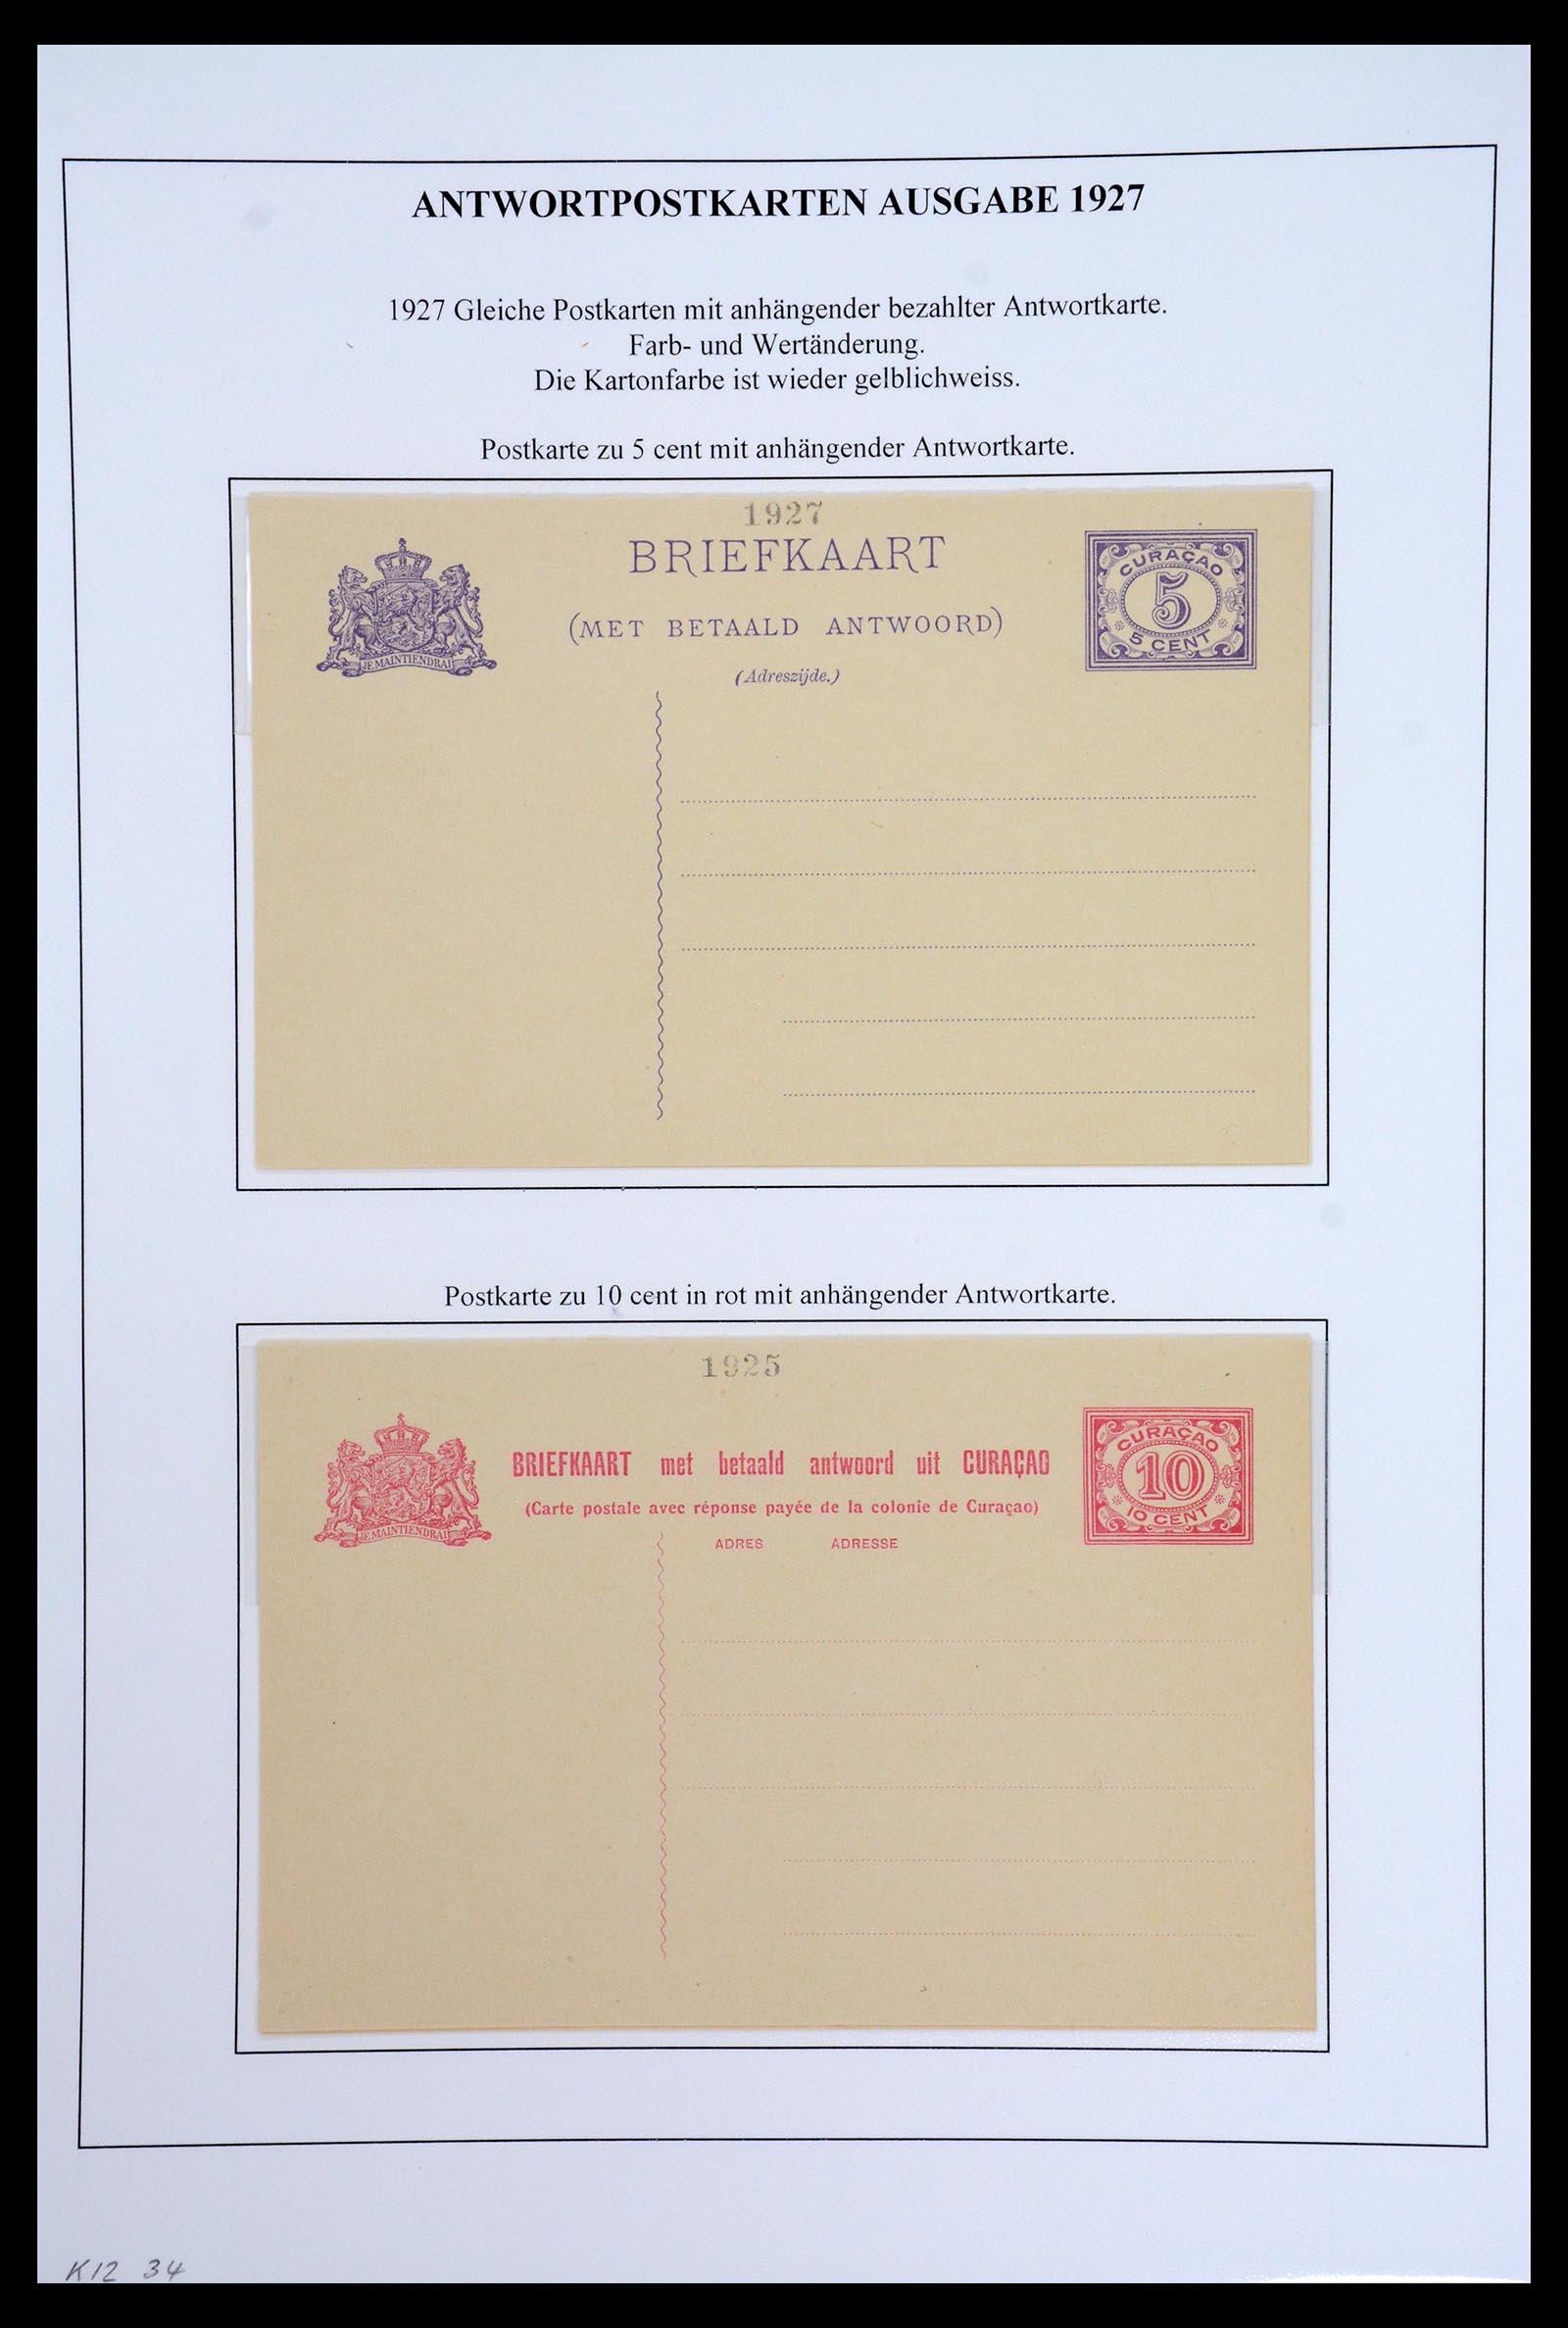 ANTWORTPOSTKARTEN AUSGABE 1927
1927 Gleiche Postkarten mit anhängender bezahlter Antwortkarte.
Farb- und Wertänderung.
Die Kartonfarbe ist wieder gelblichweiss.
Postkarte zu 5 cent mit anhängender Antwortkarte.
1927
BRIEFKAART
(MET BETAALD ANTWOORD)
(Adreszijde.)
JE MAINTIENDRAI
CURAÇAO
5
5 CENT
Postkarte zu 10 cent in rot mit anhängender Antwortkarte.
1925
BRIEFKAART met betaald antwoord uit CURAÇAO
(Carte postale avec réponse payée de la colonie de Curaçao)
ADRES ADRESSE
JE MAINTIENDRAI
CURAÇAO
10
10 CENT
K12 34